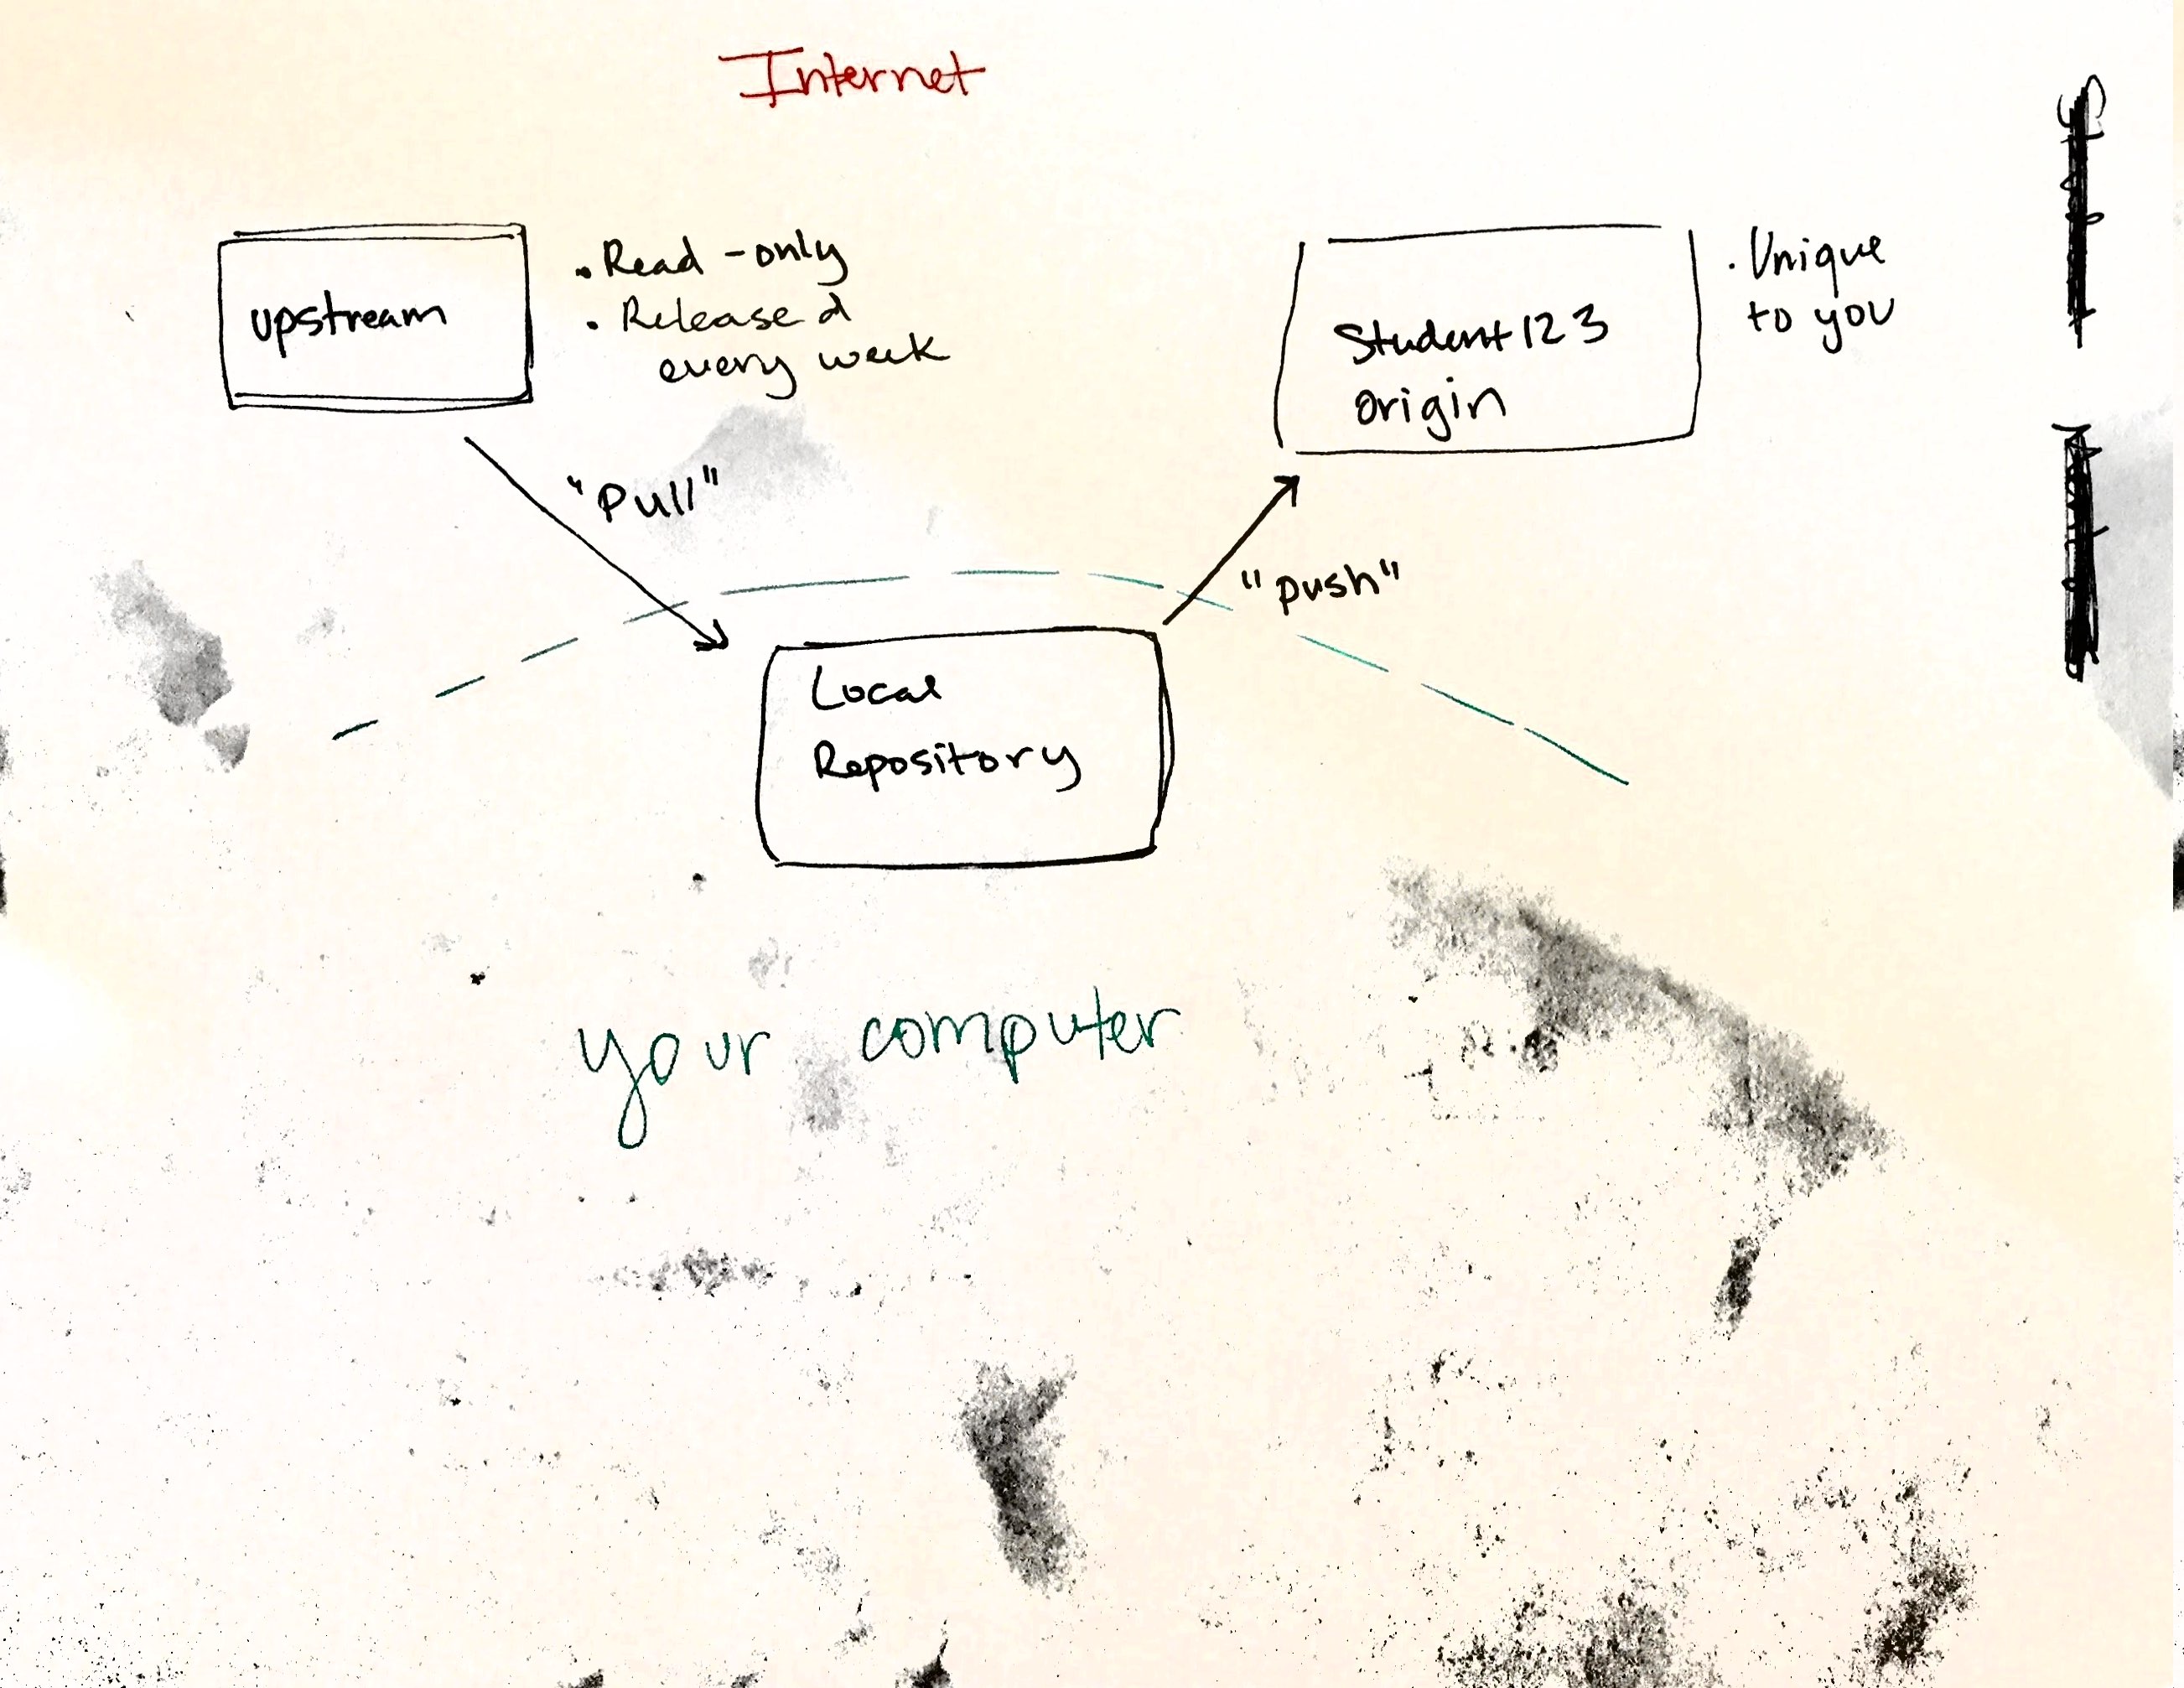 Internet
upstream
• Read-only
• Released
every week
Student123
origin
• Unique
to you
"Pull"
"push"
Local
Repository
your computer